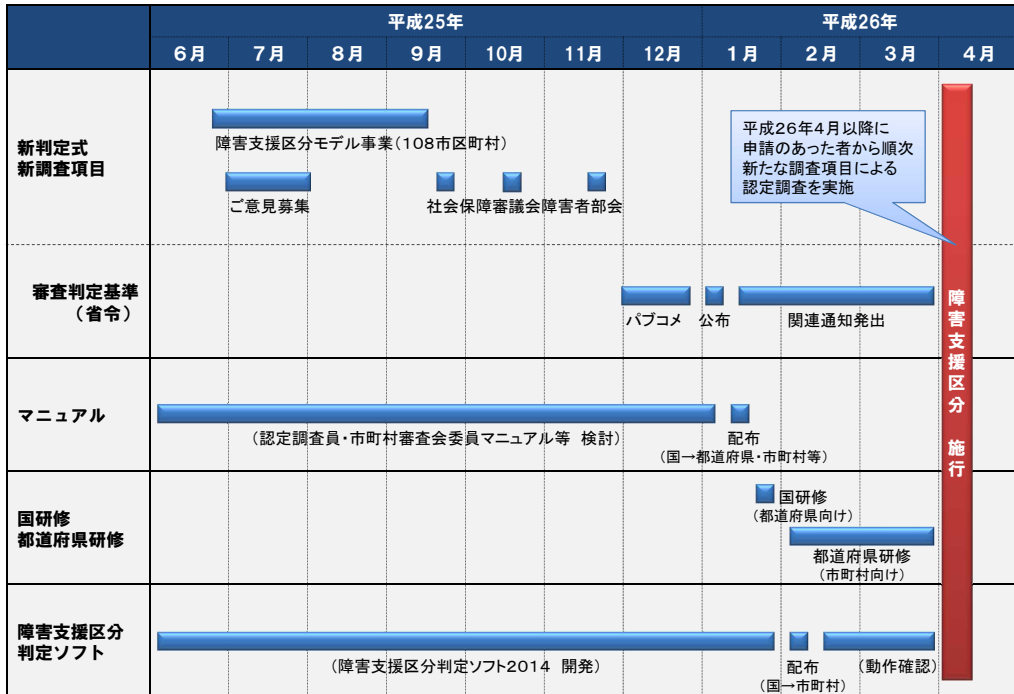 平成25年
平成26年
6月 7月 8月 9月 10月 11月 12月 1月 2月 3月 4月
新判定式
新調査項目
障害支援区分モデル事業(108市区町村)
ご意見募集
社会保障審議会障害者部会
平成26年4月以降に
申請のあった者から順次
新たな調査項目による
認定調査を実施
審査判定基準
(省令)
パブコメ
公布
関連通知発出
マニュアル
(認定調査員・市町村審査会委員マニュアル等 検討)
配布
(国→都道府県・市町村等)
国研修
都道府県研修
国研修
(都道府県向け)
都道府県研修
(市町村向け)
障害支援区分
判定ソフト
(障害支援区分判定ソフト2014 開発)
配布
(国→市町村)
(動作確認)
障害支援区分 施行